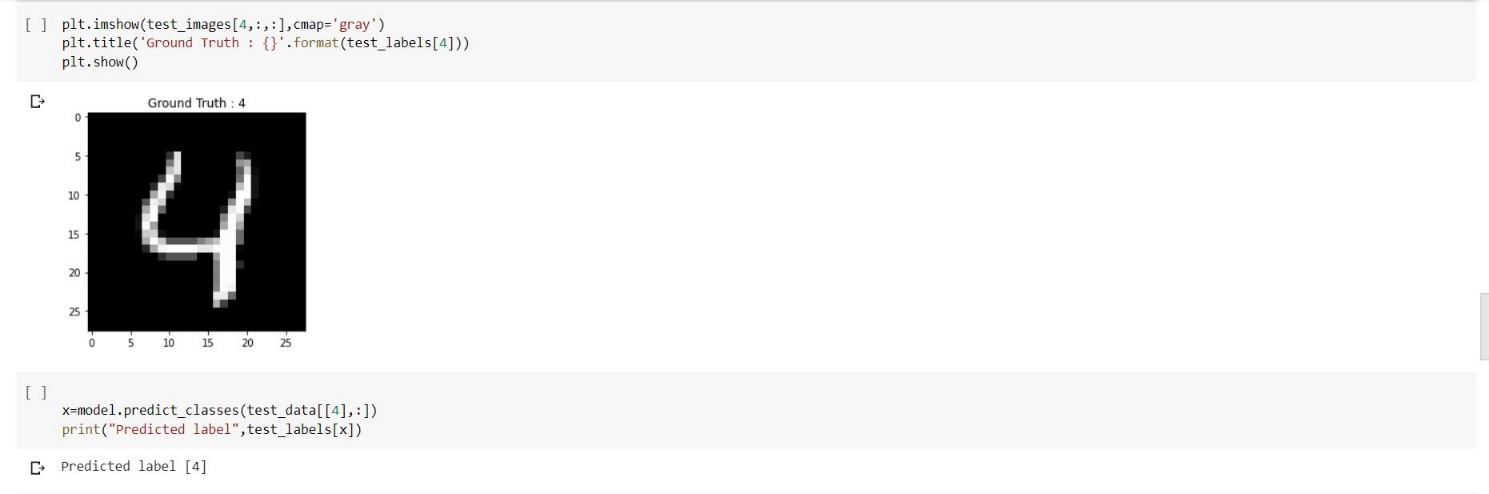 [ ] plt.imshow(test_images[4,:,:],cmap='gray')
plt.title('Ground Truth : {}'.format(test_labels[4]))
plt.show()
Ground Truth : 4
0
5
10
15
20
25
4
0 5 10 15 20 25
[ ]
x=model.predict_classes(test_data[[4],:])
print("Predicted label",test_labels[x])
Predicted label [4]